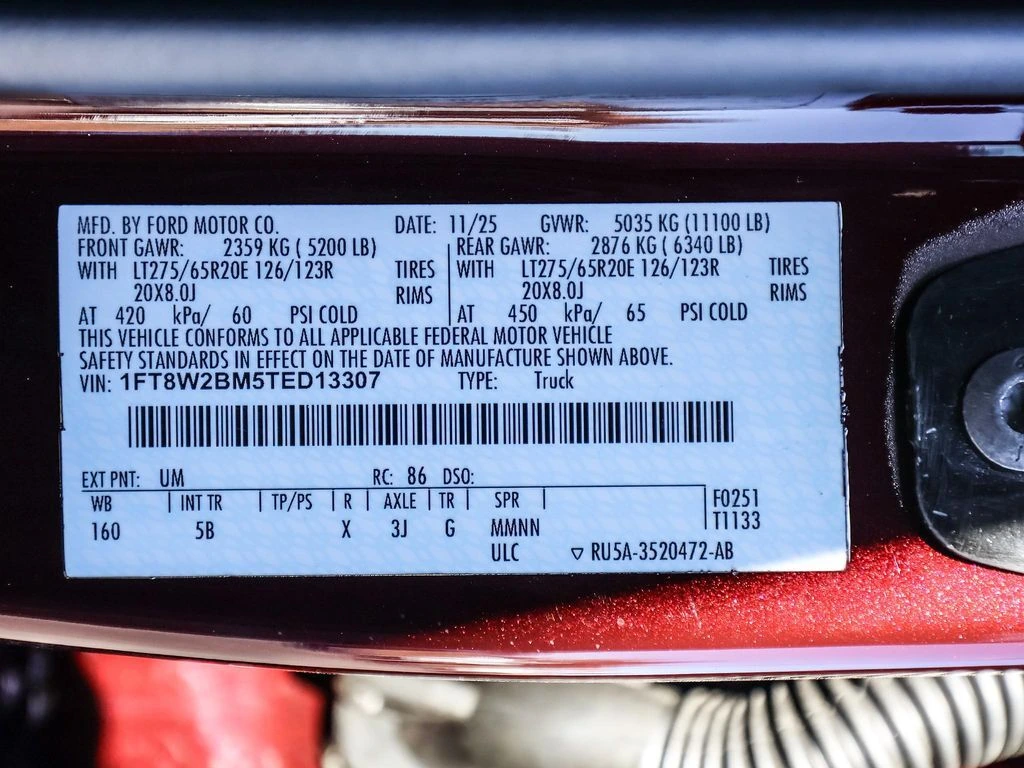 MFD. BY FORD MOTOR CO. DATE: 11/25 GVWR: 5035 KG (11100 LB)
FRONT GAWR: 2359 KG ( 5200 LB) REAR GAWR: 2876 KG ( 6340 LB)
WITH LT275/65R20E 126/123R TIRES WITH LT275/65R20E 126/123R TIRES
20X8.0J RIMS 20X8.0J RIMS
AT 420 kPa/ 60 PSI COLD AT 450 kPa/ 65 PSI COLD
THIS VEHICLE CONFORMS TO ALL APPLICABLE FEDERAL MOTOR VEHICLE
SAFETY STANDARDS IN EFFECT ON THE DATE OF MANUFACTURE SHOWN ABOVE.
VIN: 1FT8W2BM5TED13307 TYPE: Truck
EXT PNT: UM RC: 86 DSO:
WB INT TR TP/PS R AXLE TR SPR F0251
160 5B X 3J G MMNN T1133
ULC ▽ RU5A-3520472-AB